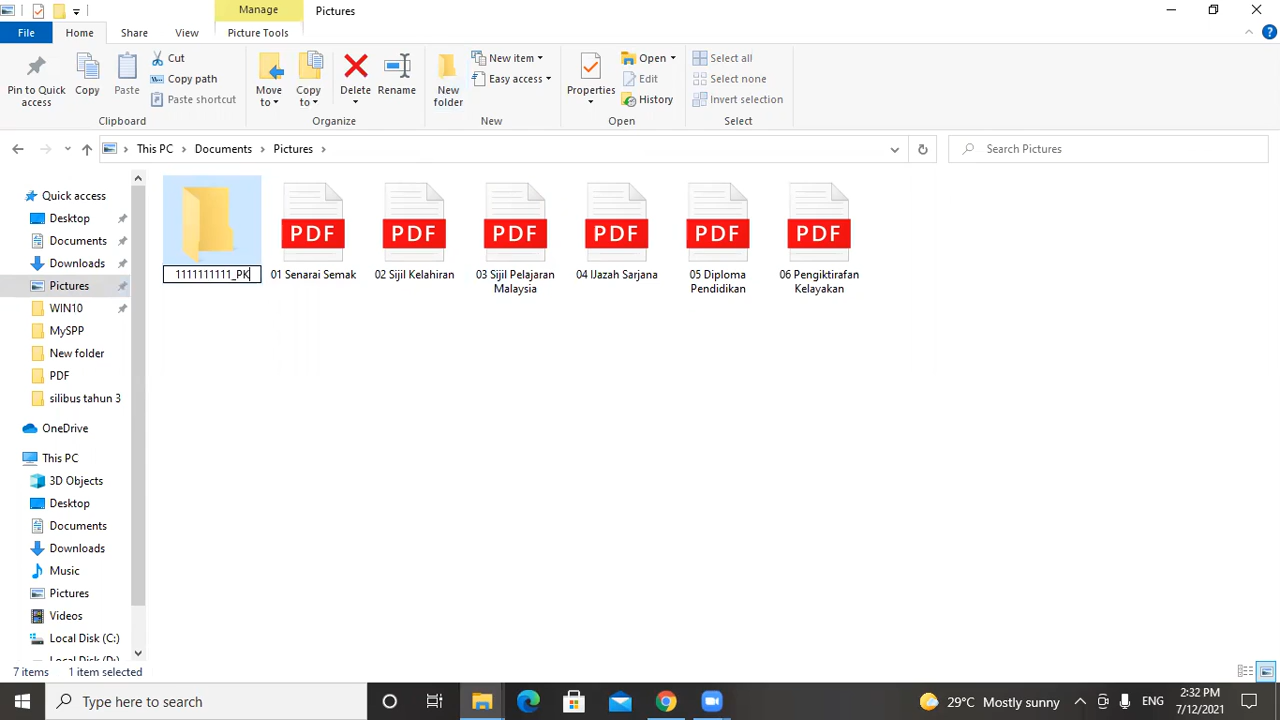 Manage
Pictures
File
Home
Share
View
Picture Tools
Pin to Quick
access
Copy
Paste
Cut
Copy path
Paste shortcut
Clipboard
Move
to
Copy
to
Delete
Rename
Organize
New
folder
New item
Easy access
New
Properties
Open
Edit
History
Open
Select all
Select none
Invert selection
Select
This PC > Documents > Pictures >
Search Pictures
Quick access
Desktop
Documents
Downloads
Pictures
WIN10
MySPP
New folder
PDF
silibus tahun 3
OneDrive
This PC
3D Objects
Desktop
Documents
Downloads
Music
Pictures
Videos
Local Disk (C:)
Local Disk (D:)
1111111111_PK
PDF
01 Senarai Semak
PDF
02 Sijil Kelahiran
PDF
03 Sijil Pelajaran
Malaysia
PDF
04 IJazah Sarjana
PDF
05 Diploma
Pendidikan
PDF
06 Pengiktirafan
Kelayakan
7 items
1 item selected
Type here to search
29°C Mostly sunny
ENG
2:32 PM
7/12/2021